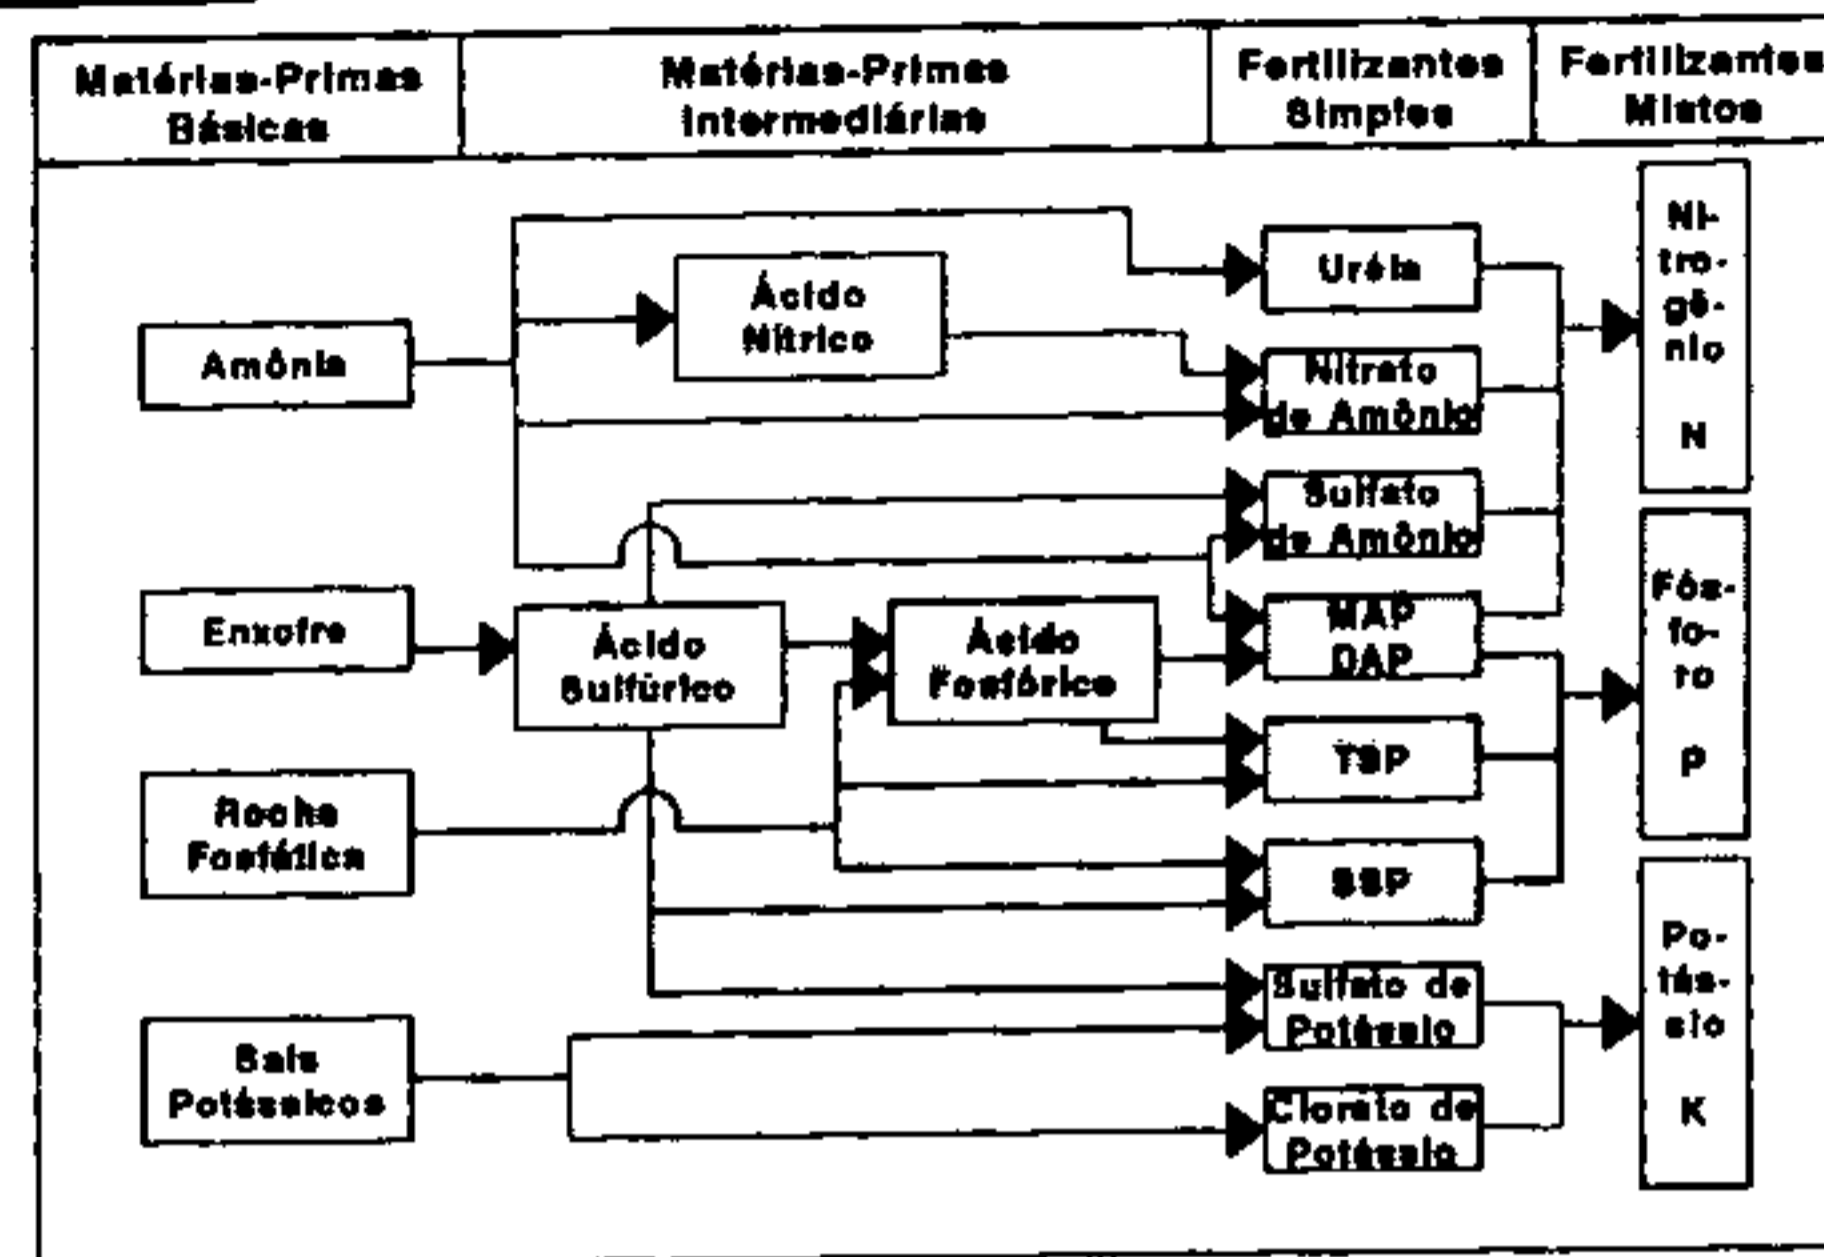 Matérias-Primas
Básicas
Matérias-Primas
Intermediárias
Fertilizantes
Simples
Fertilizantes
Mistos
Amônia
Enxofre
Rocha
Fosfática
Sais
Potássicos
Ácido
Nítrico
Ácido
Sulfúrico
Ácido
Fosfórico
Uréia
Nitrato
de Amônio
Sulfato
de Amônio
MAP
DAP
TSP
SSP
Sulfato de
Potássio
Clorato de
Potássio
Ni-
tro-
gê-
nio
N
Fós-
fo-
ro
P
Po-
tás-
sio
K